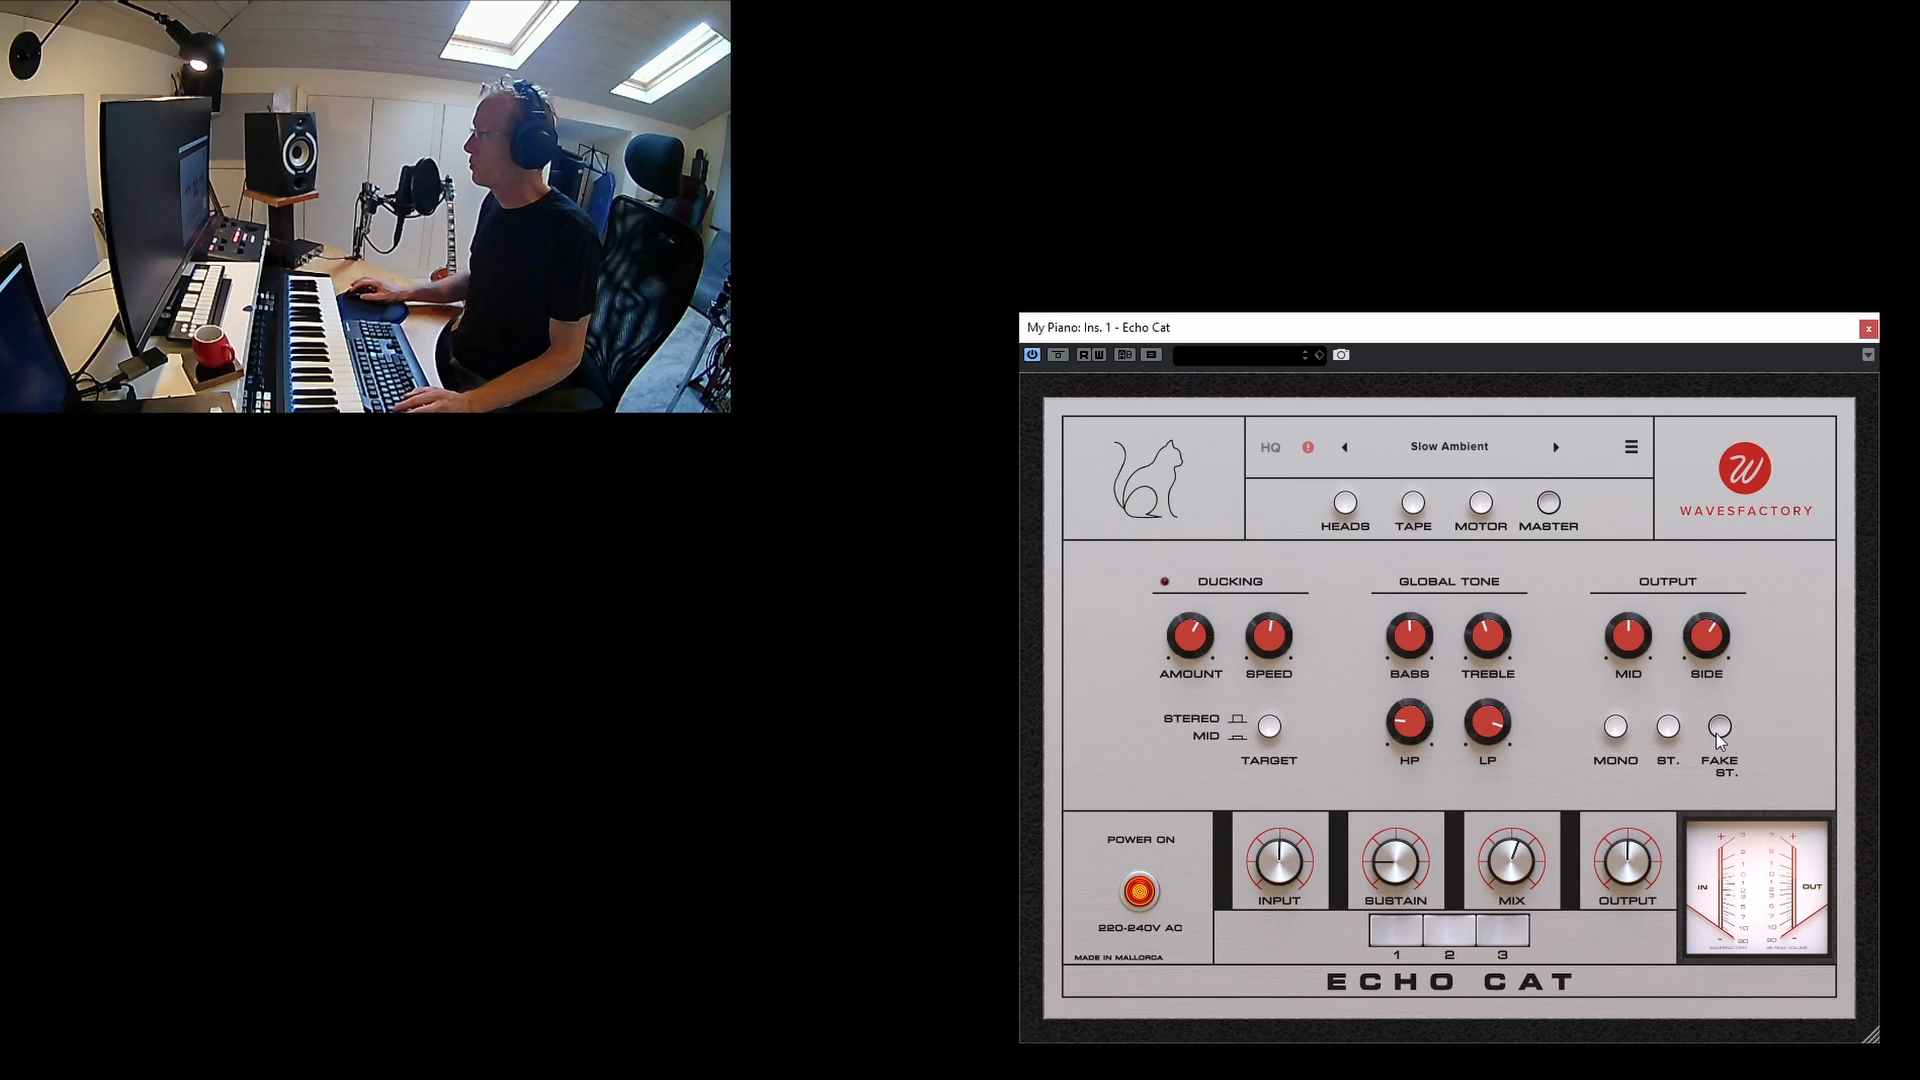 My Piano: Ins. 1 - Echo Cat
x
R W
HQ
Slow Ambient
HEADS TAPE MOTOR MASTER
WAVESFACTORY
DUCKING
AMOUNT SPEED
STEREO
MID
TARGET
GLOBAL TONE
BASS TREBLE
HP LP
OUTPUT
MID SIDE
MONO ST. FAKE ST.
POWER ON
220-240V AC
MADE IN MALLORCA
INPUT SUSTAIN MIX OUTPUT
1 2 3
IN OUT
ECHO CAT